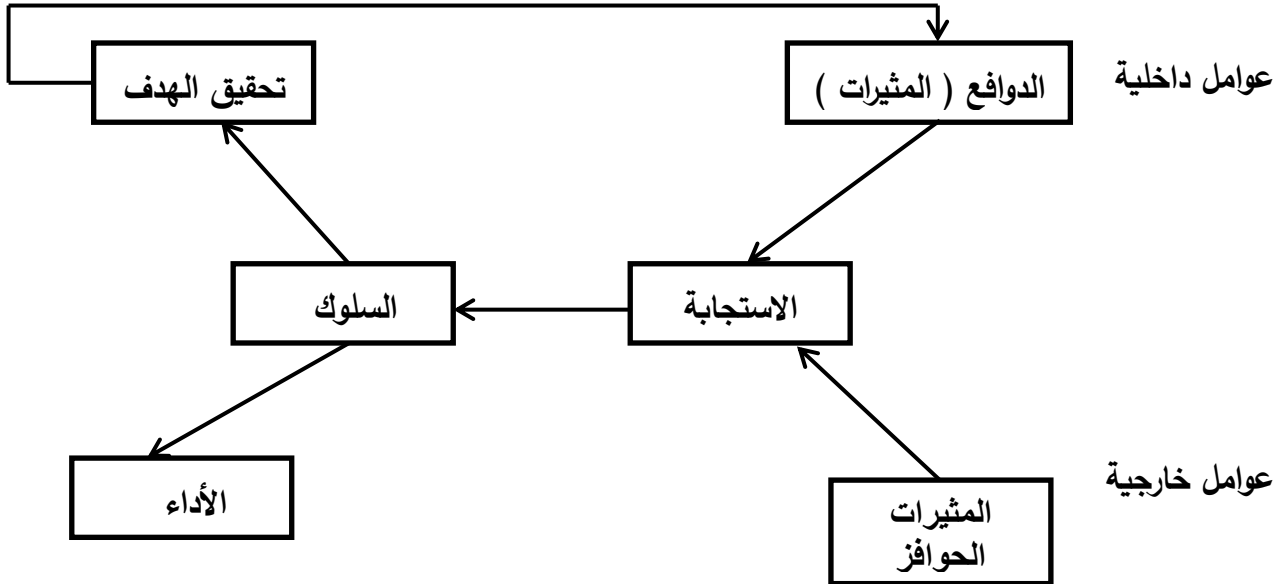 عوامل داخلية
الدوافع ( المثيرات )
تحقيق الهدف
الاستجابة
السلوك
عوامل خارجية
المثيرات
الحوافز
الأداء